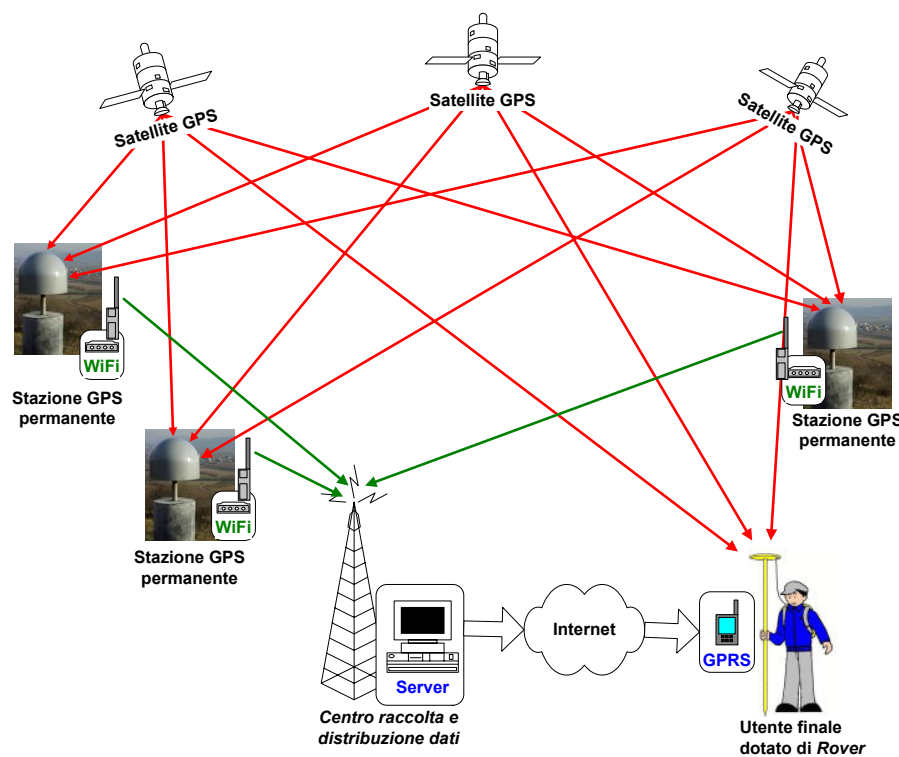 Satellite GPS
Satellite GPS
Satellite GPS
WiFi
Stazione GPS
permanente
WiFi
Stazione GPS
permanente
WiFi
Stazione GPS
permanente
Internet
GPRS
Server
Centro raccolta e
distribuzione dati
Utente finale
dotato di Rover